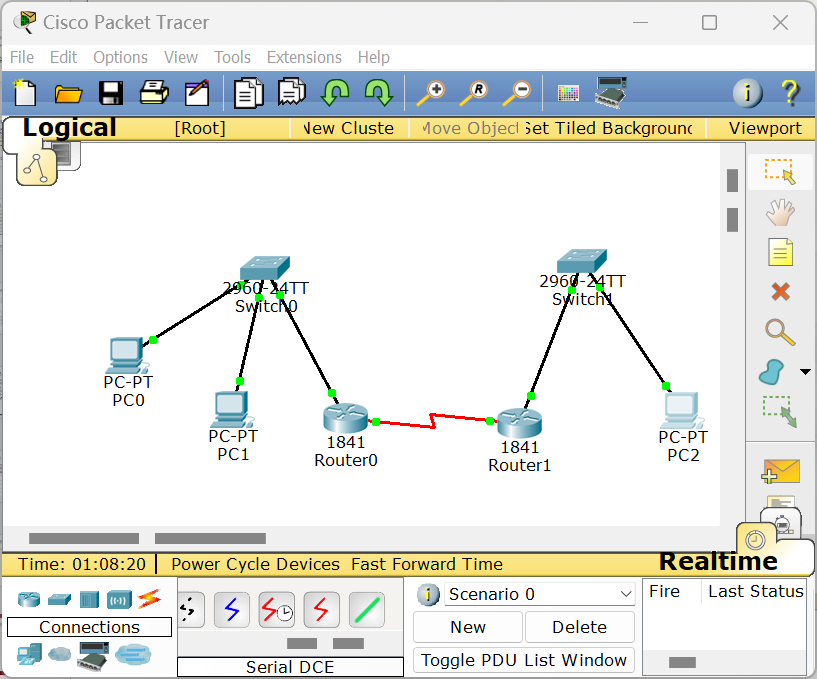 Cisco Packet Tracer
File Edit Options View Tools Extensions Help
Logical [Root] New Cluste Move Object Set Tiled Background Viewport
2960-24TT
Switch0
2960-24TT
Switch1
PC-PT
PC0
PC-PT
PC1
1841
Router0
1841
Router1
PC-PT
PC2
Time: 01:08:20 Power Cycle Devices Fast Forward Time Realtime
Connections
Serial DCE
Scenario 0
New Delete
Toggle PDU List Window
Fire Last Status